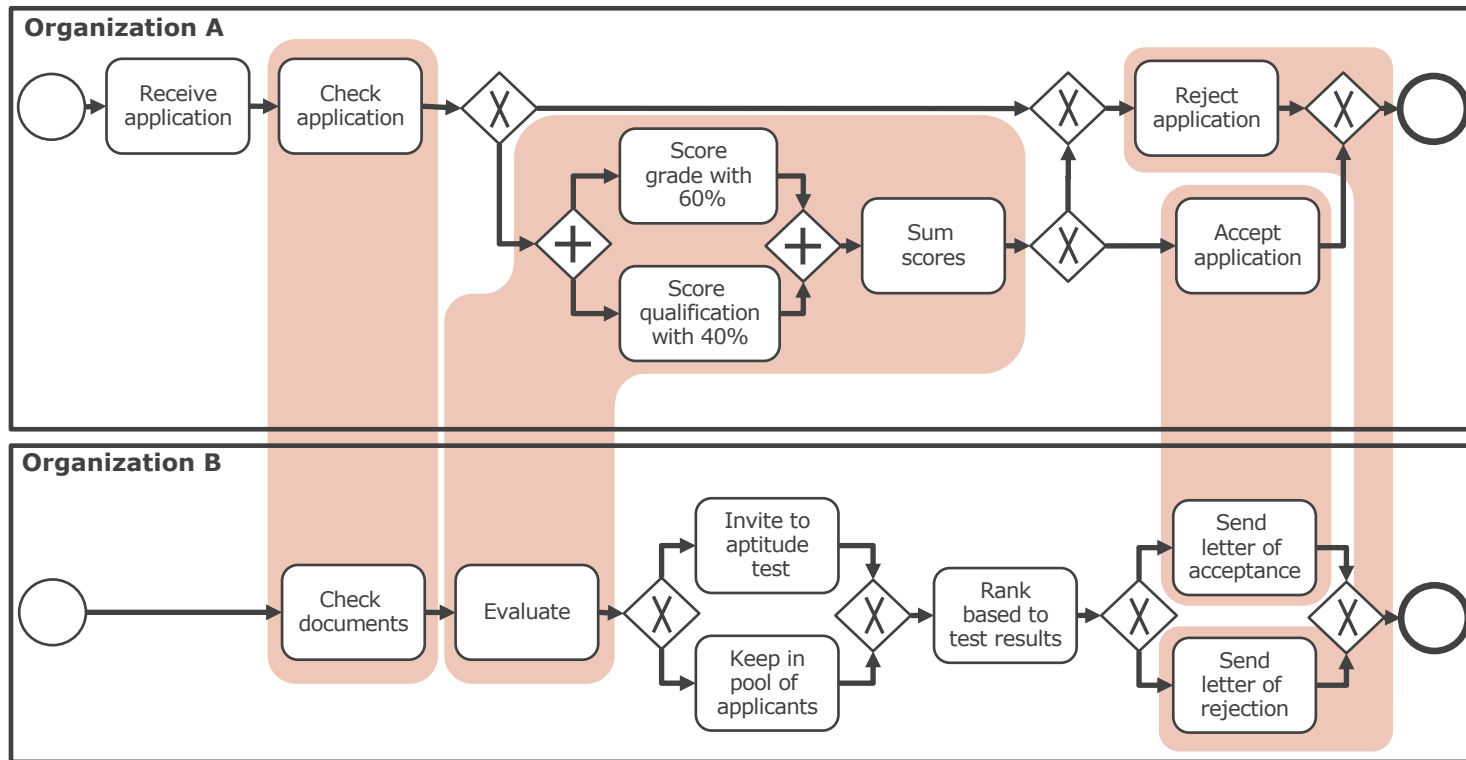 Organization A
Receive
application
Check
application
Score
grade with
60%
Score
qualification
with 40%
Sum
scores
Reject
application
Accept
application
Organization B
Check
documents
Evaluate
Invite to
aptitude
test
Keep in
pool of
applicants
Rank
based to
test results
Send
letter of
acceptance
Send
letter of
rejection